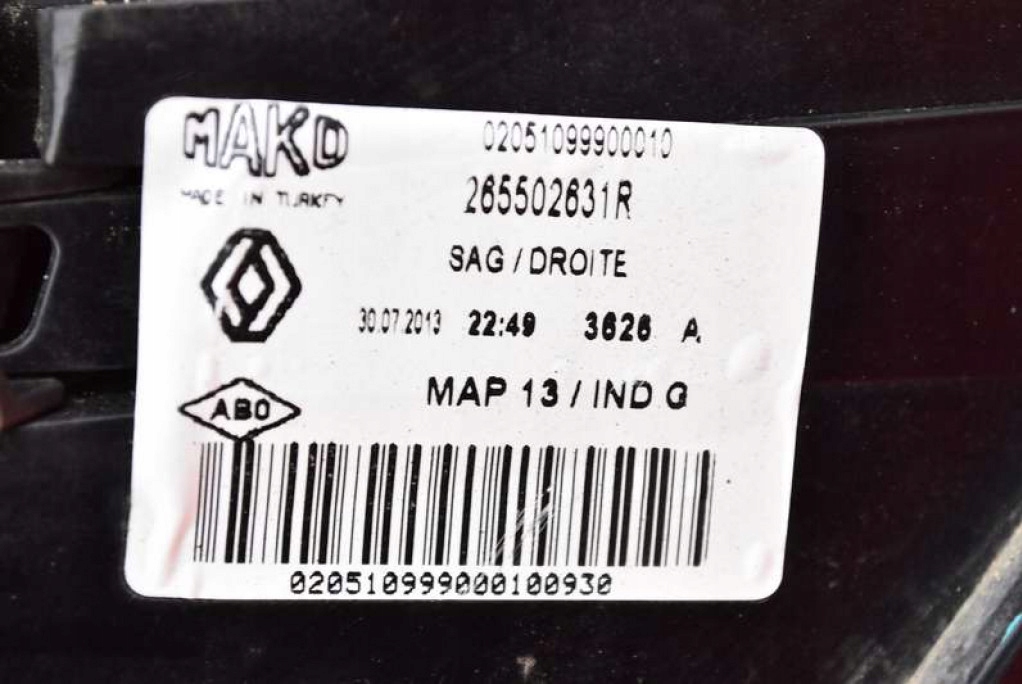 MAKO
02051099900010
MADE IN TURKEY
265502631R
SAG / DROITE
30.07.2013 22:49 3626 A
MAP 13 / IND G
ABO
020510999000100930